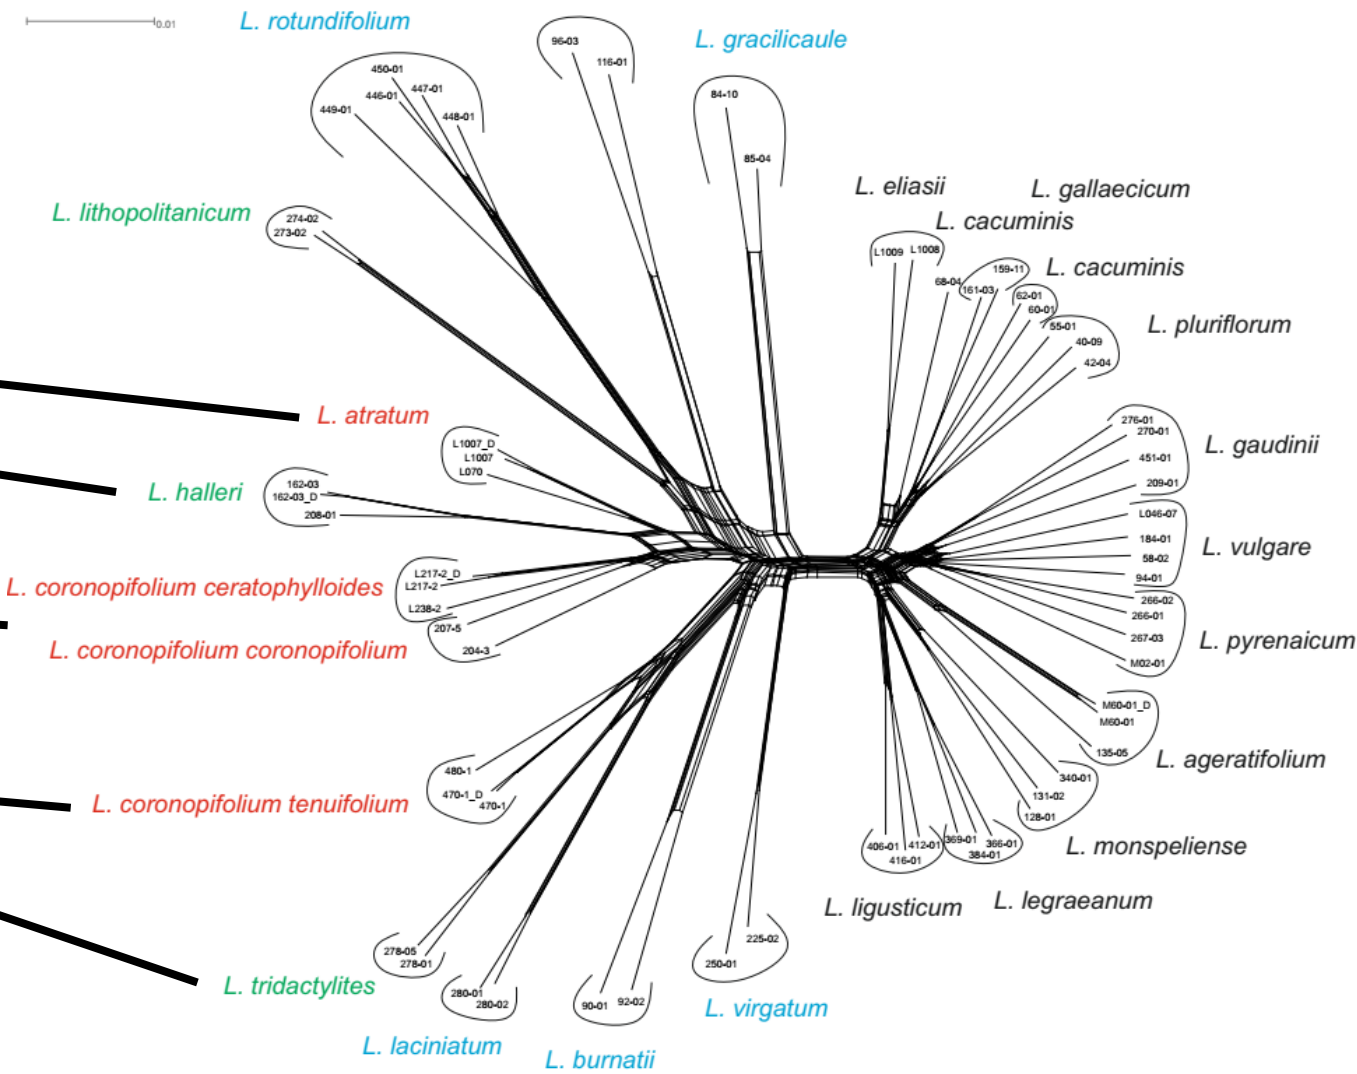 0.01
L. rotundifolium
450-01
447-01
446-01
449-01
448-01
96-03
116-01
L. gracilicaule
84-10
85-04
L. eliasii
L. gallaecicum
L. cacuminis
L1009
L1008
68-04
159-11
161-03
L. cacuminis
62-01
60-01
55-01
40-09
42-04
L. pluriflorum
L. lithopolitanicum
274-02
273-02
L. atratum
L1007_D
L1007
L070
L. halleri
162-03
162-03_D
208-01
276-01
270-01
451-01
209-01
L. gaudinii
L046-07
184-01
58-02
94-01
L. vulgare
L. coronopifolium ceratophylloides
L217-2_D
L217-2
L238-2
L. coronopifolium coronopifolium
207-5
204-3
266-02
266-01
267-03
M02-01
L. pyrenaicum
M60-01_D
M60-01
135-05
L. ageratifolium
L. coronopifolium tenuifolium
480-1
470-1_D
470-1
340-01
131-02
128-01
L. monspeliense
406-01
412-01
416-01
369-01
366-01
384-01
L. ligusticum
L. legraeanum
L. tridactylites
278-05
278-01
280-01
280-02
L. laciniatum
90-01
92-02
L. burnatii
225-02
250-01
L. virgatum